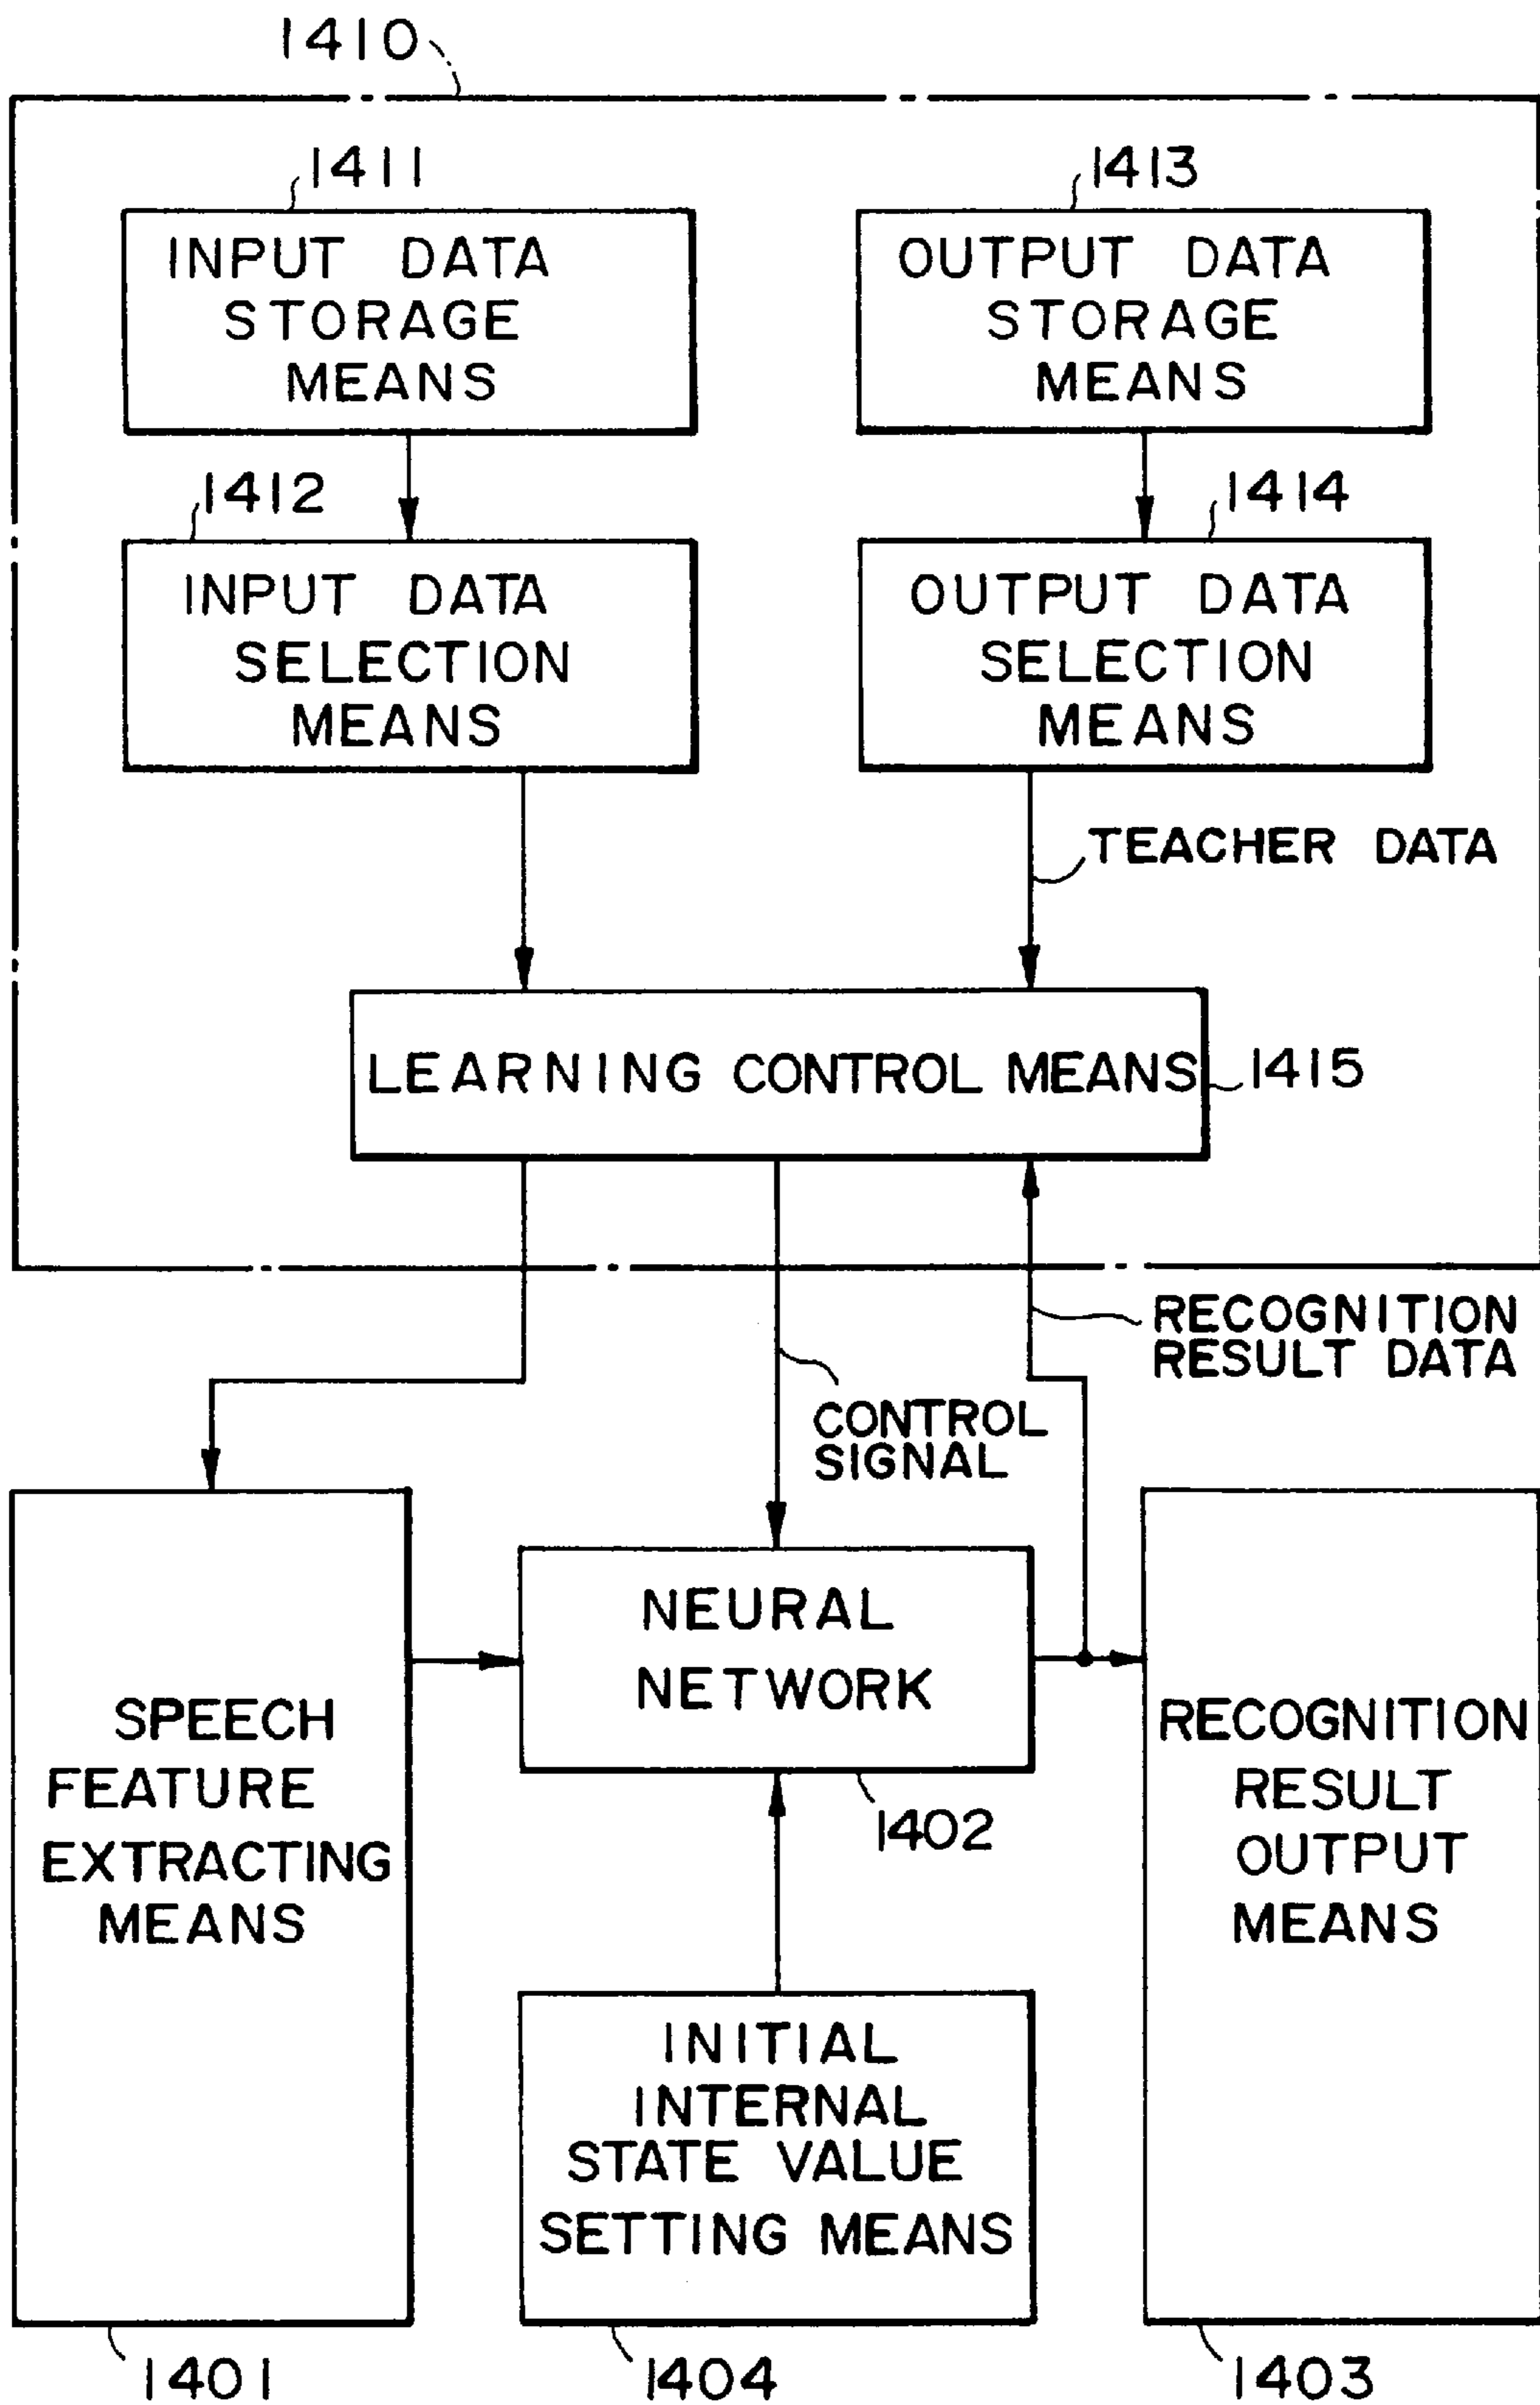 1410
1411
INPUT DATA
STORAGE
MEANS
1413
OUTPUT DATA
STORAGE
MEANS
1412
INPUT DATA
SELECTION
MEANS
1414
OUTPUT DATA
SELECTION
MEANS
TEACHER DATA
LEARNING CONTROL MEANS
1415
RECOGNITION
RESULT DATA
CONTROL
SIGNAL
SPEECH
FEATURE
EXTRACTING
MEANS
1401
NEURAL
NETWORK
1402
INITIAL
INTERNAL
STATE VALUE
SETTING MEANS
1404
RECOGNITION
RESULT
OUTPUT
MEANS
1403